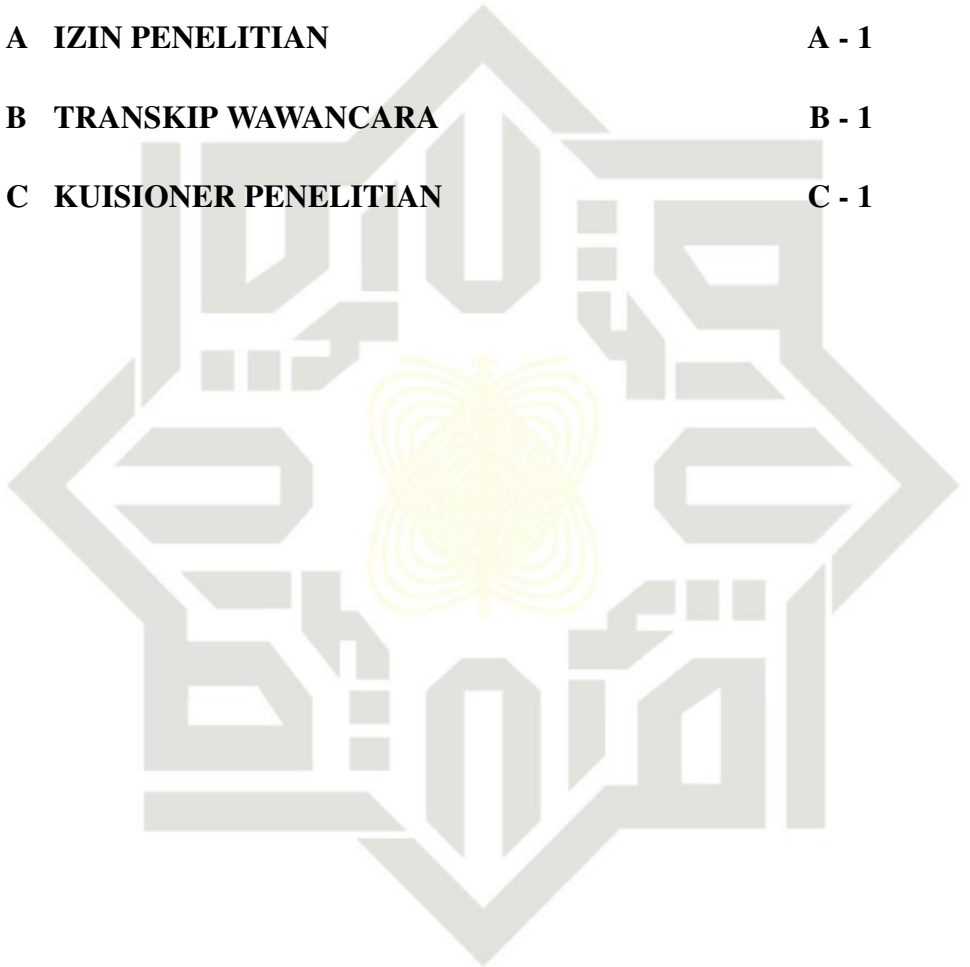 A IZIN PENELITIAN A - 1
B TRANSKIP WAWANCARA B - 1
C KUISIONER PENELITIAN C - 1